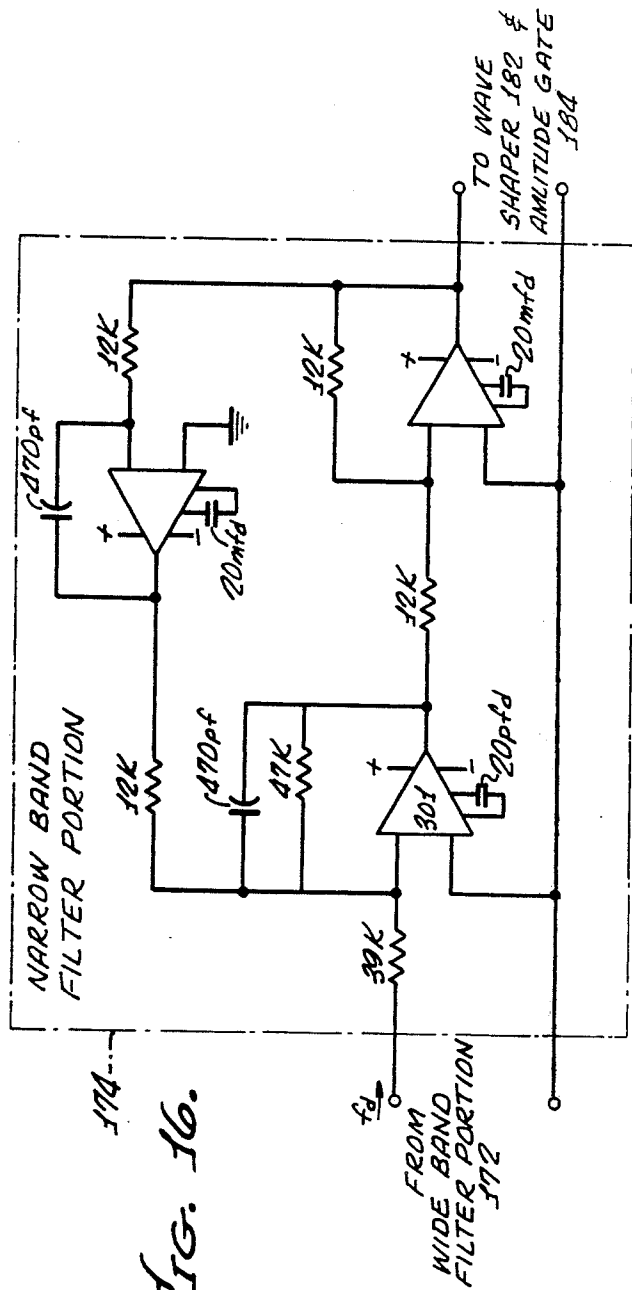 FIG. 16.
174
NARROW BAND
FILTER PORTION
470pf
12K
+
-
20mfd
12K
470pf
47K
12K
12K
39K
301
+
-
20pfd
+
-
20mfd
fd
FROM
WIDE BAND
FILTER PORTION
172
TO WAVE
SHAPER 182 &
AMLITUDE GATE
184